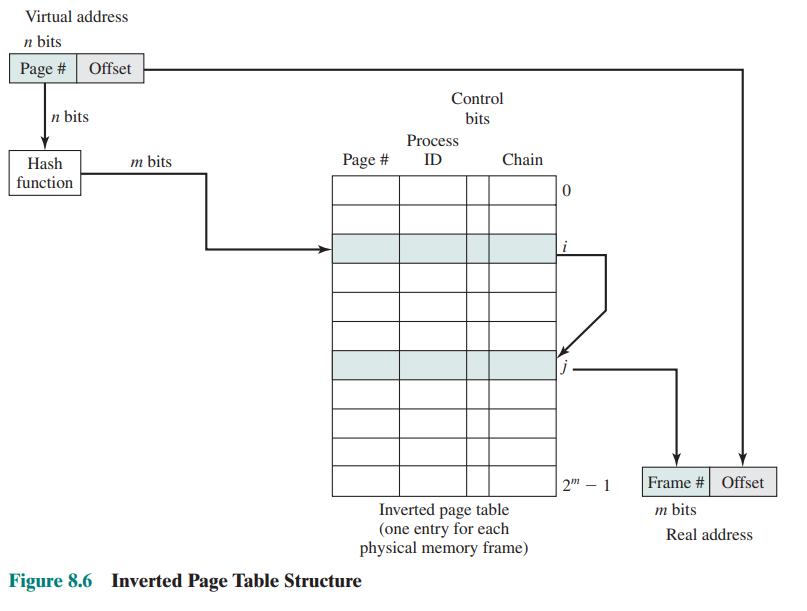 Virtual address
n bits
Page # Offset
n bits
Hash
function
m bits
Control
bits
Process
Page # ID Chain
0
i
j
2^m − 1
Inverted page table
(one entry for each
physical memory frame)
Frame # Offset
m bits
Real address
Figure 8.6 Inverted Page Table Structure